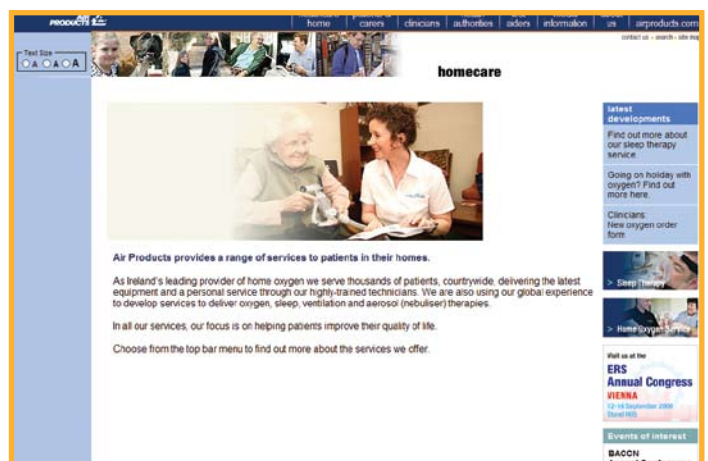 AIR
PRODUCTS
home
carers
clinicians
authorities
aiders
information
us
airproducts.com
contact us - search - site map
Text Size
A A A
homecare
latest
developments
Find out more about
our sleep therapy
service.
Going on holiday with
oxygen? Find out
more here.
Clinicians:
New oxygen order
form
Air Products provides a range of services to patients in their homes.
As Ireland's leading provider of home oxygen we serve thousands of patients, countrywide, delivering the latest
equipment and a personal service through our highly-trained technicians. We are also using our global experience
to develop services to deliver oxygen, sleep, ventilation and aerosol (nebuliser) therapies.
In all our services, our focus is on helping patients improve their quality of life.
Choose from the top bar menu to find out more about the services we offer.
> Sleep Therapy
> Home Oxygen Service
Visit us at the
ERS
Annual Congress
VIENNA
September
Stand
Events of interest
BACCN